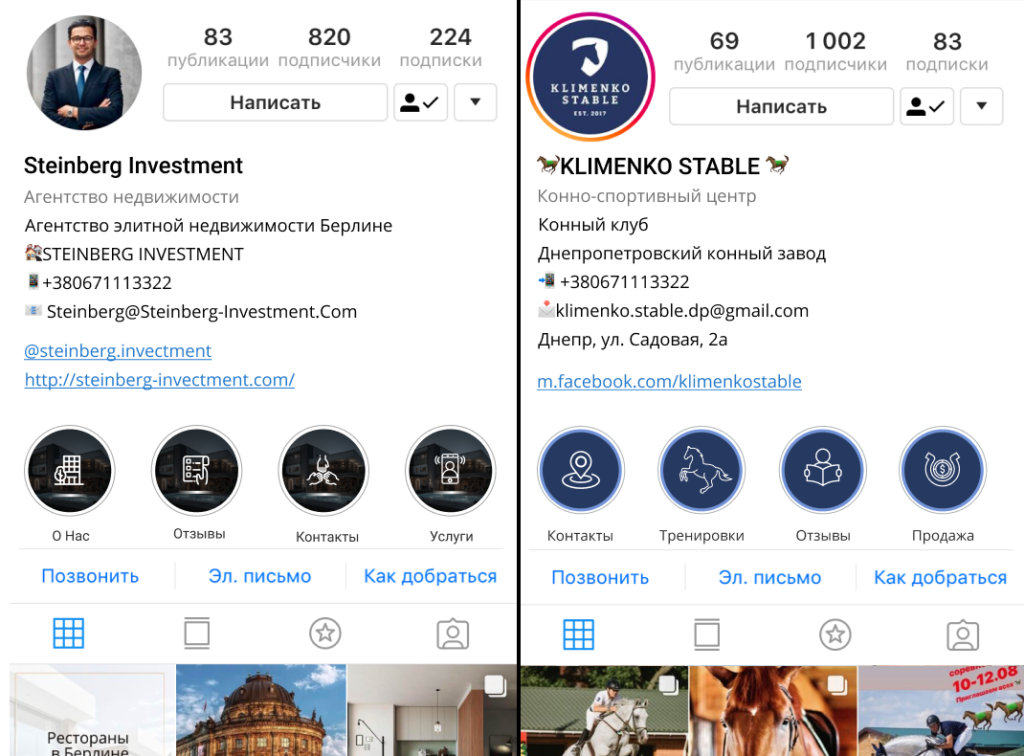 83 820 224
публикации подписчики подписки
Написать
Steinberg Investment
Агентство недвижимости
Агентство элитной недвижимости Берлине
STEINBERG INVESTMENT
+380671113322
Steinberg@Steinberg-Investment.Com
@steinberg.invectment
http://steinberg-invectment.com/
О Нас Отзывы Контакты Услуги
Позвонить Эл. письмо Как добраться
Рестораны
в Берлине
KLIMENKO
STABLE
EST. 2017
69 1 002 83
публикации подписчики подписки
Написать
KLIMENKO STABLE
Конно-спортивный центр
Конный клуб
Днепропетровский конный завод
+380671113322
klimenko.stable.dp@gmail.com
Днепр, ул. Садовая, 2а
m.facebook.com/klimenkostable
Контакты Тренировки Отзывы Продажа
Позвонить Эл. письмо Как добраться
10-12.08
Приглашаем всех